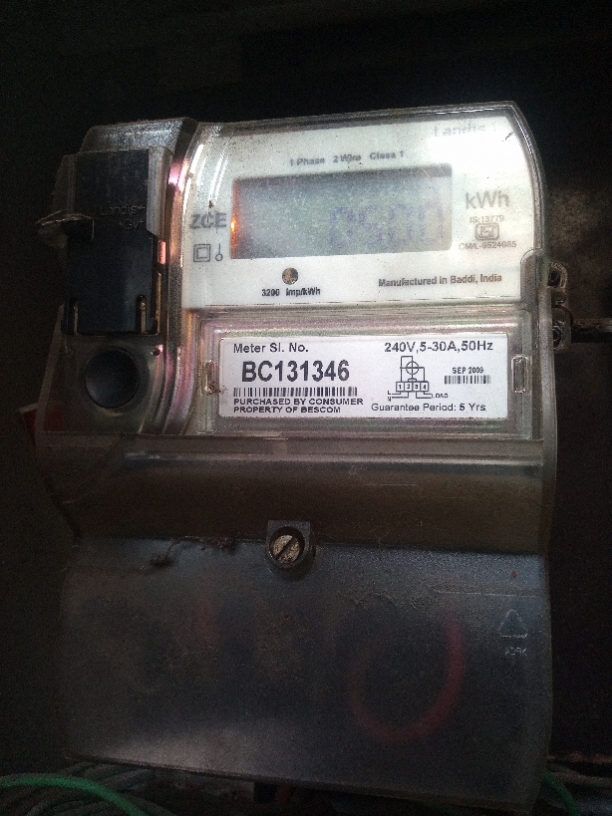 Landis
1 Phase 2 Wire Class 1
ZCE
kWh
IS:13779
CM/L-9524685
3200 imp/kWh
Manufactured in Baddi, India
Meter Sl. No.
240V,5-30A,50Hz
BC131346
SEP 2009
PURCHASED BY CONSUMER
PROPERTY OF BESCOM
Guarantee Period: 5 Yrs